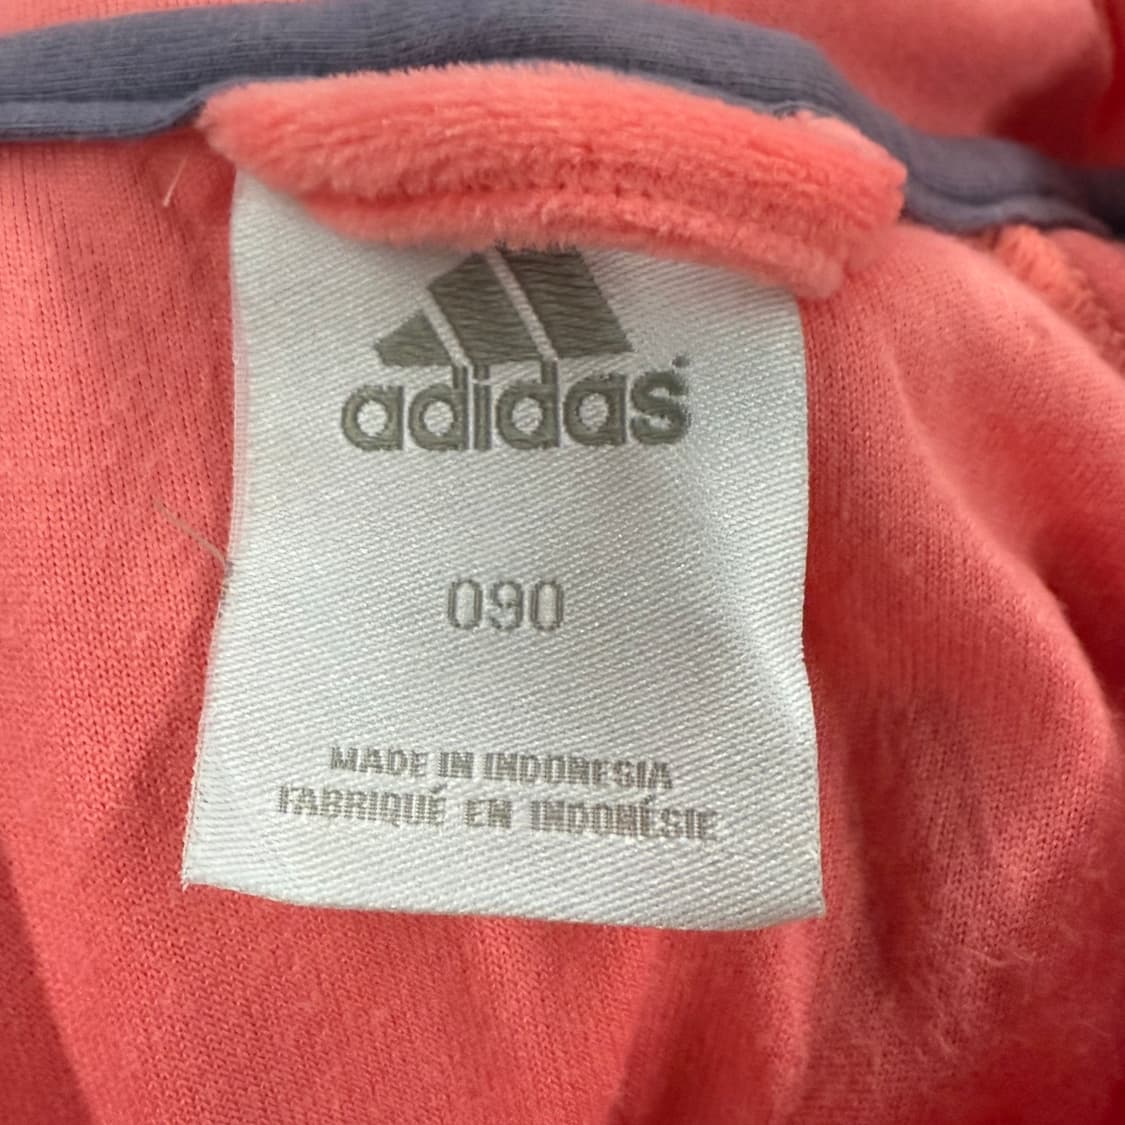 adidas®
090
MADE IN INDONESIA
FABRIQUÉ EN INDONÉSIE